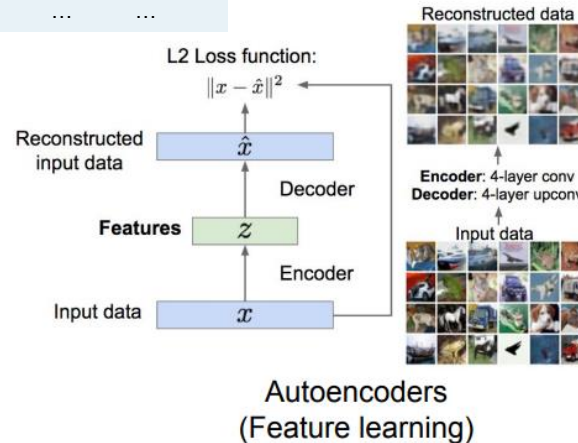 ... ...
L2 Loss function:
‖x − x̂‖²
Reconstructed
input data
x̂
Decoder
Features
z
Encoder
Input data
x
Reconstructed data
Encoder: 4-layer conv
Decoder: 4-layer upconv
Input data
Autoencoders
(Feature learning)